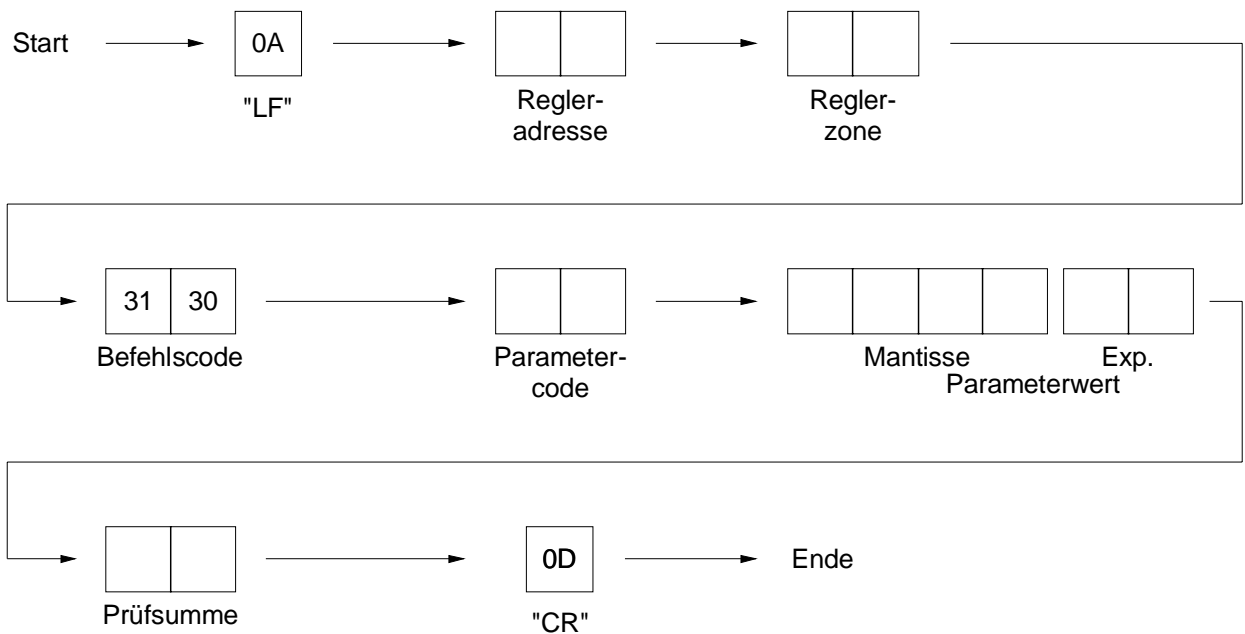 Start
0A
"LF"
Regler-
adresse
Regler-
zone
31 30
Befehlscode
Parameter-
code
Mantisse Exp.
Parameterwert
Prüfsumme
0D
"CR"
Ende